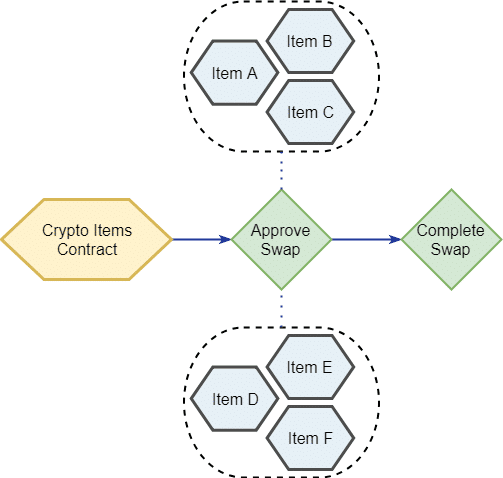 Item B
Item A
Item C
Crypto Items
Contract
Approve
Swap
Complete
Swap
Item E
Item D
Item F